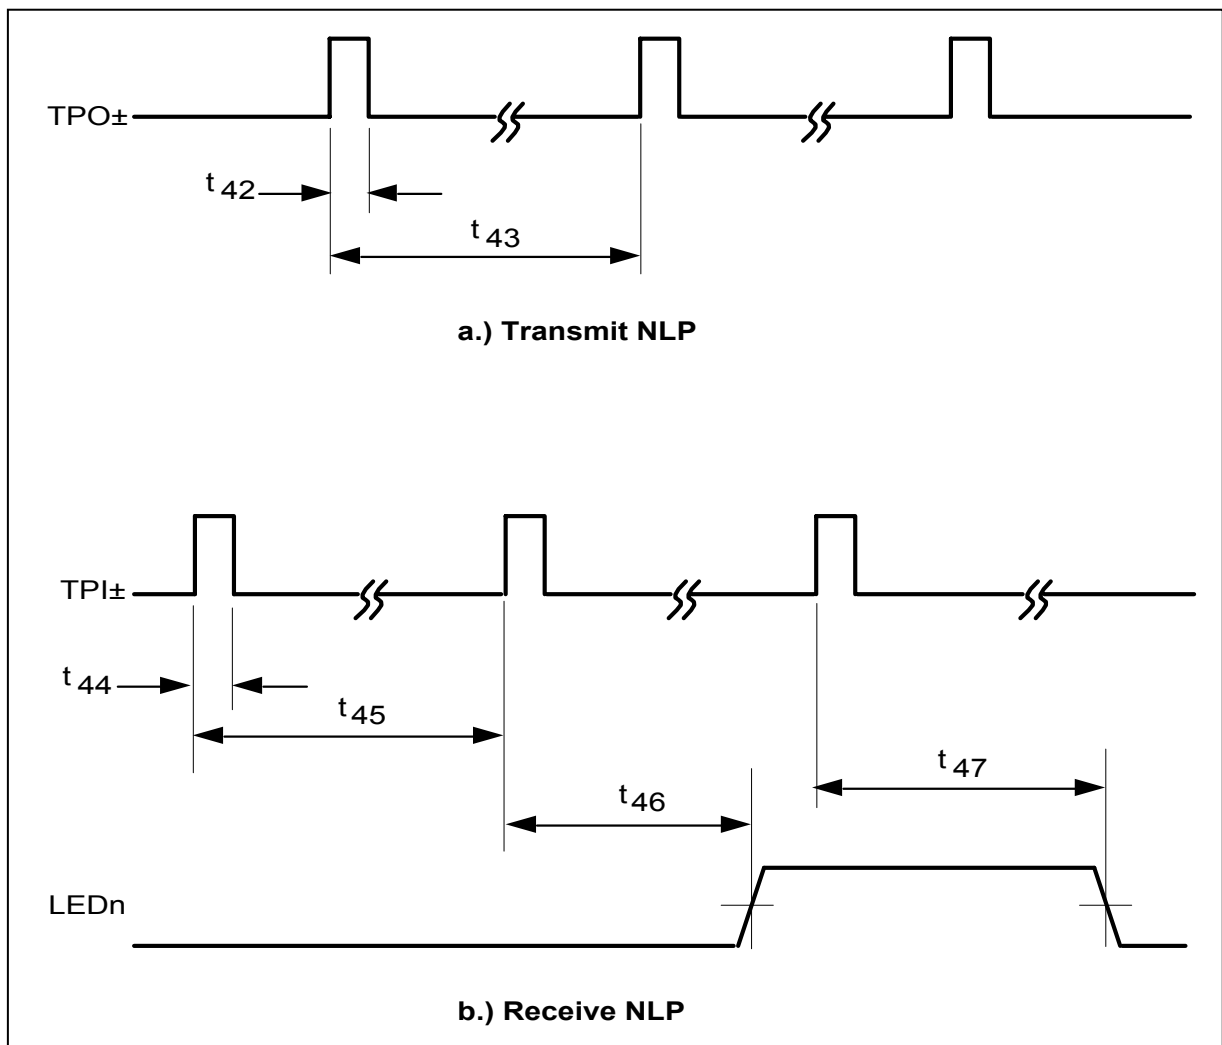 TPO±
t 42
t 43
a.) Transmit NLP
TPI±
t 44
t 45
t 46
t 47
LEDn
b.) Receive NLP